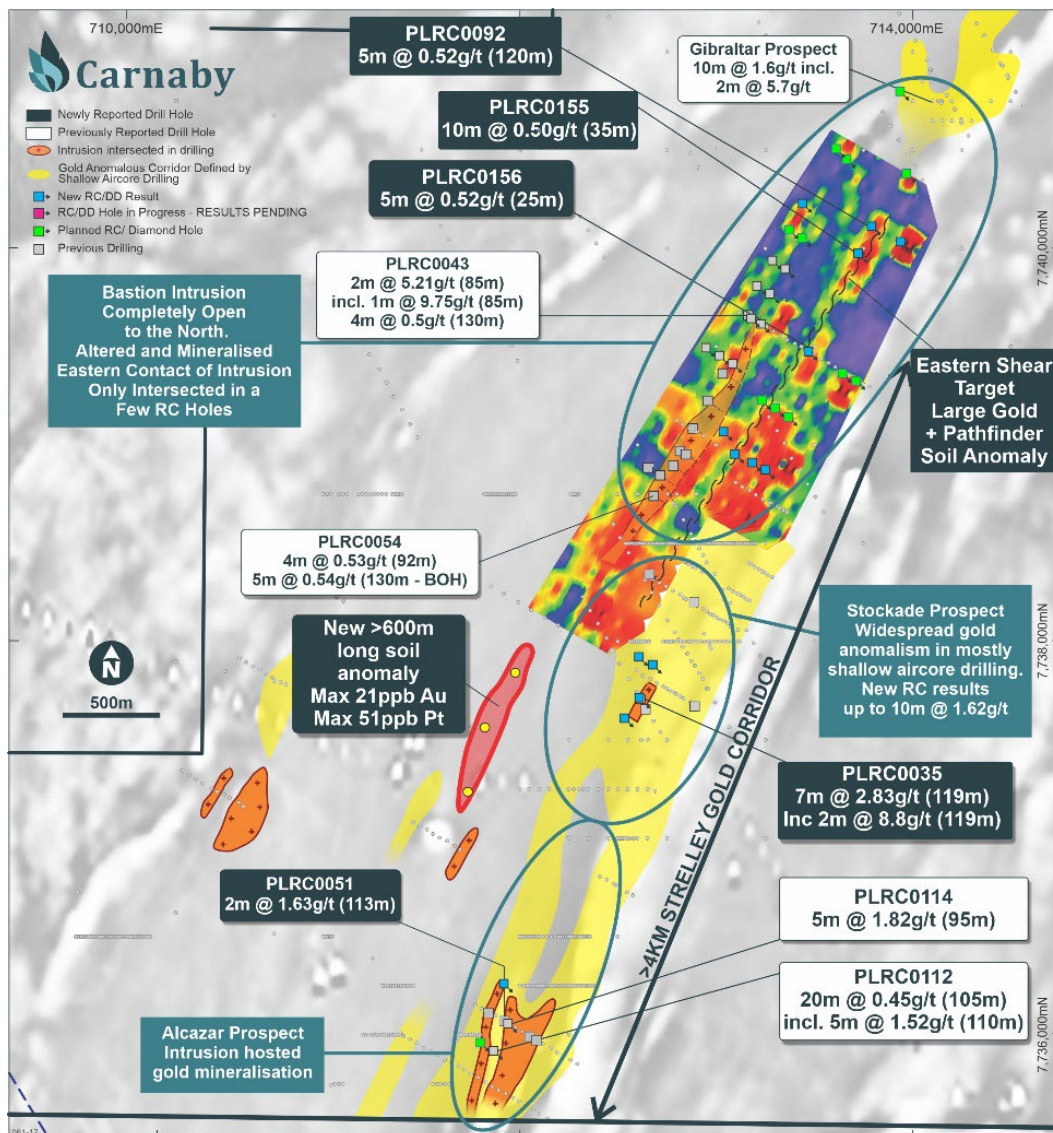 710,000mE
714,000mE
Carnaby
Newly Reported Drill Hole
Previously Reported Drill Hole
Intrusion intersected in drilling
Gold Anomalous Corridor Defined by
Shallow Aircore Drilling
New RC/DD Result
RC/DD Hole in Progress - RESULTS PENDING
Planned RC/ Diamond Hole
Previous Drilling
PLRC0092
5m @ 0.52g/t (120m)
Gibraltar Prospect
10m @ 1.6g/t incl.
2m @ 5.7g/t
PLRC0155
10m @ 0.50g/t (35m)
PLRC0156
5m @ 0.52g/t (25m)
7,740,000mN
PLRC0043
2m @ 5.21g/t (85m)
incl. 1m @ 9.75g/t (85m)
4m @ 0.5g/t (130m)
Bastion Intrusion
Completely Open
to the North.
Altered and Mineralised
Eastern Contact of Intrusion
Only Intersected in a
Few RC Holes
Eastern Shear
Target
Large Gold
+ Pathfinder
Soil Anomaly
PLRC0054
4m @ 0.53g/t (92m)
5m @ 0.54g/t (130m - BOH)
New >600m
long soil
anomaly
Max 21ppb Au
Max 51ppb Pt
Stockade Prospect
Widespread gold
anomalism in mostly
shallow aircore drilling.
New RC results
up to 10m @ 1.62g/t
7,738,000mN
N
500m
PLRC0035
7m @ 2.83g/t (119m)
Inc 2m @ 8.8g/t (119m)
>4KM STRELLEY GOLD CORRIDOR
PLRC0051
2m @ 1.63g/t (113m)
PLRC0114
5m @ 1.82g/t (95m)
PLRC0112
20m @ 0.45g/t (105m)
incl. 5m @ 1.52g/t (110m)
7,736,000mN
Alcazar Prospect
Intrusion hosted
gold mineralisation
061-17